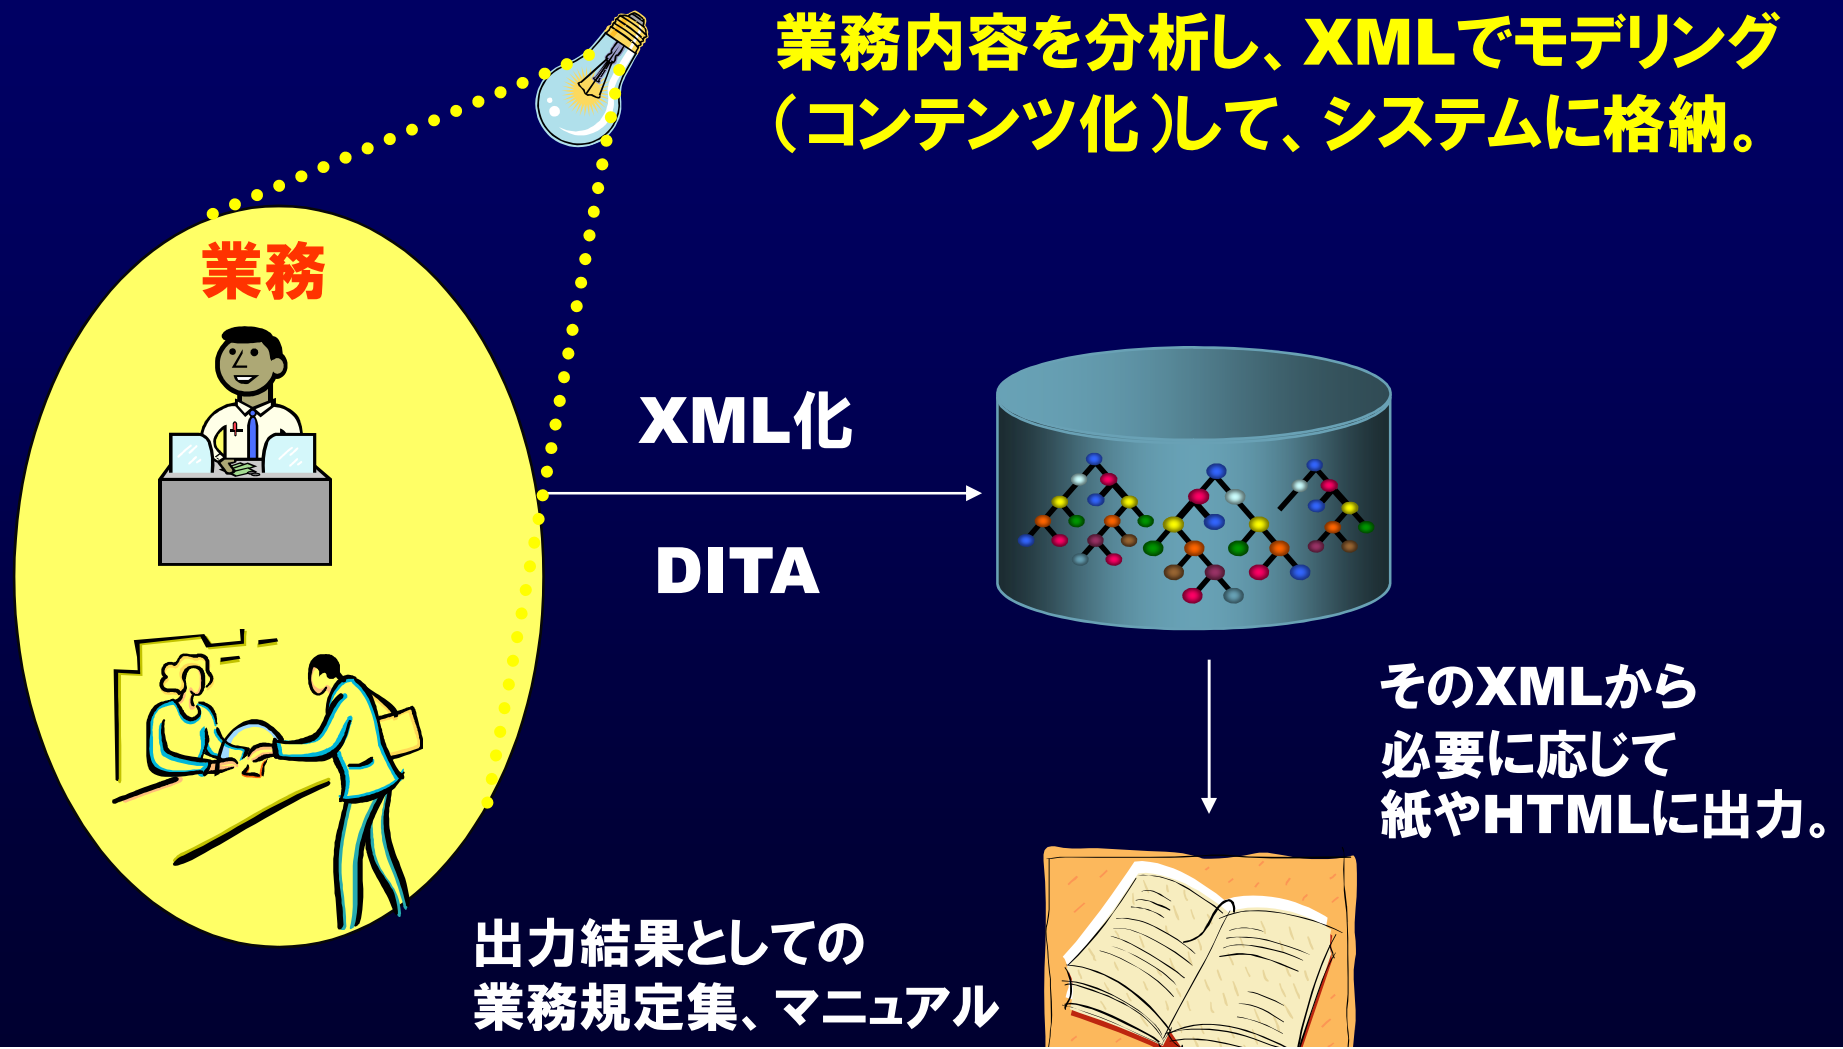 業務内容を分析し、XMLでモデリング
（コンテンツ化）して、システムに格納。
業務
XML化
DITA
そのXMLから
必要に応じて
紙やHTMLに出力。
出力結果としての
業務規定集、マニュアル